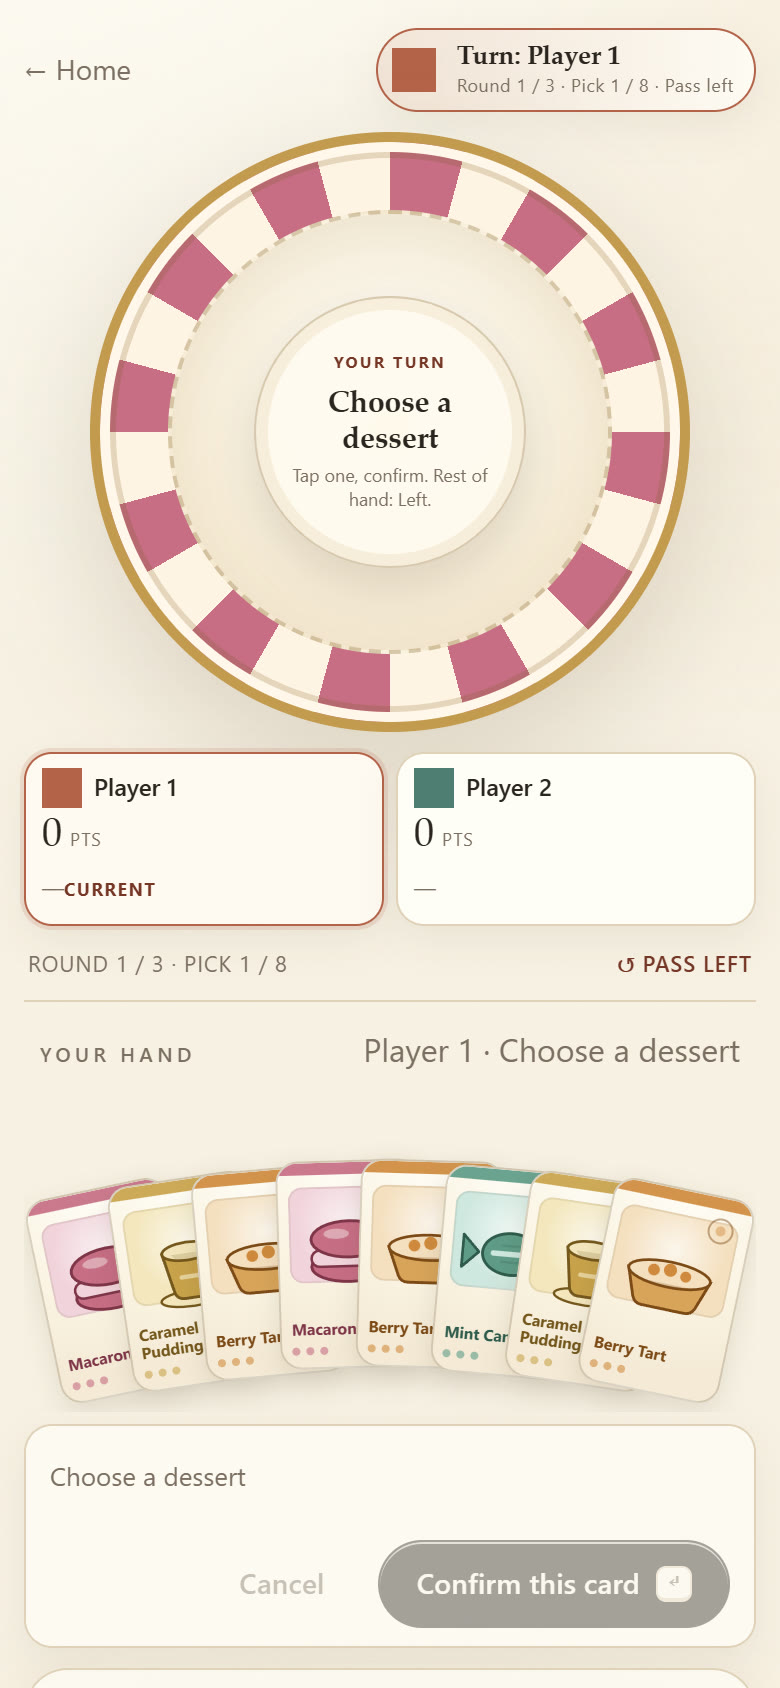 ← Home
Turn: Player 1
Round 1 / 3 · Pick 1 / 8 · Pass left
YOUR TURN
Choose a
dessert
Tap one, confirm. Rest of
hand: Left.
Player 1
0 PTS
—CURRENT
Player 2
0 PTS
—
ROUND 1 / 3 · PICK 1 / 8
↺ PASS LEFT
YOUR HAND
Player 1 · Choose a dessert
Macaron
Caramel
Pudding
Berry Tar
Macaron
Berry Tar
Mint Car
Caramel
Pudding
Berry Tart
Choose a dessert
Cancel
Confirm this card ↵